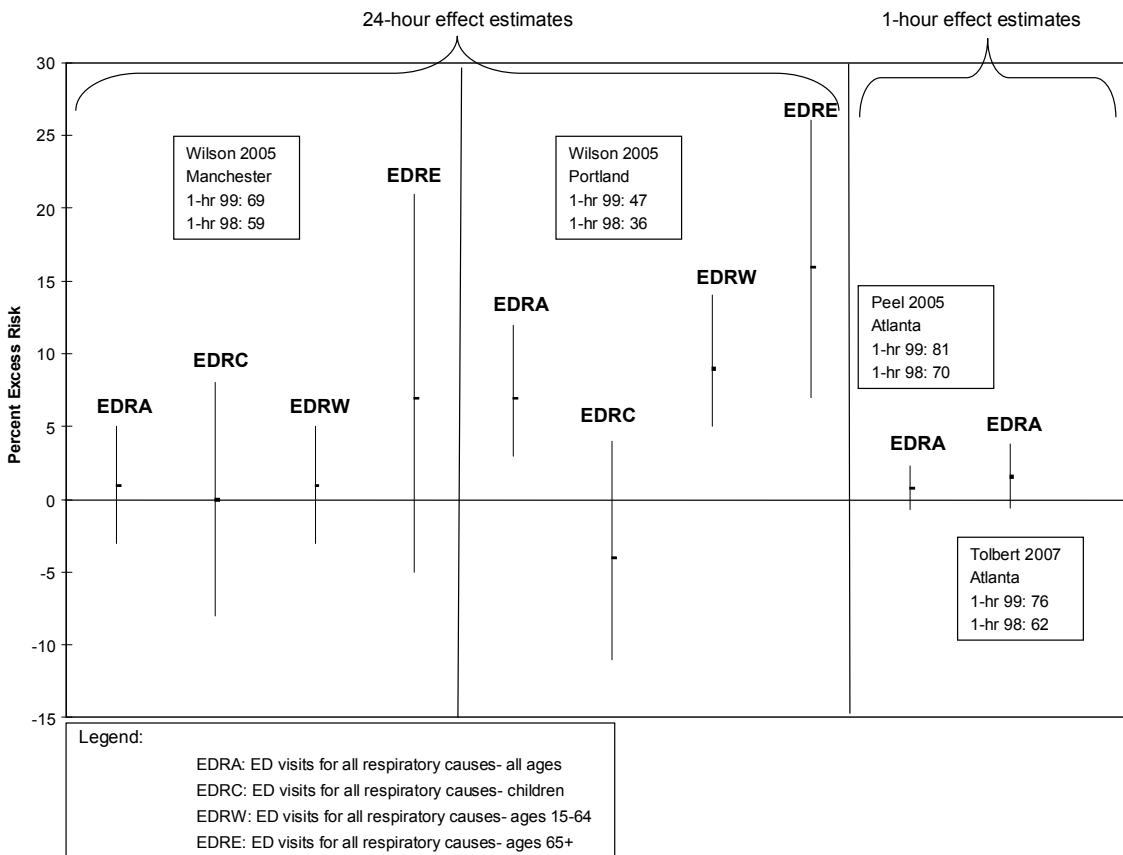 24-hour effect estimates
1-hour effect estimates
30
25
20
15
10
5
0
-5
-10
-15
Percent Excess Risk
Wilson 2005
Manchester
1-hr 99: 69
1-hr 98: 59
EDRA
EDRC
EDRW
EDRE
Wilson 2005
Portland
1-hr 99: 47
1-hr 98: 36
EDRA
EDRC
EDRW
EDRE
Peel 2005
Atlanta
1-hr 99: 81
1-hr 98: 70
EDRA
EDRA
Tolbert 2007
Atlanta
1-hr 99: 76
1-hr 98: 62
Legend:
EDRA: ED visits for all respiratory causes- all ages
EDRC: ED visits for all respiratory causes- children
EDRW: ED visits for all respiratory causes- ages 15-64
EDRE: ED visits for all respiratory causes- ages 65+